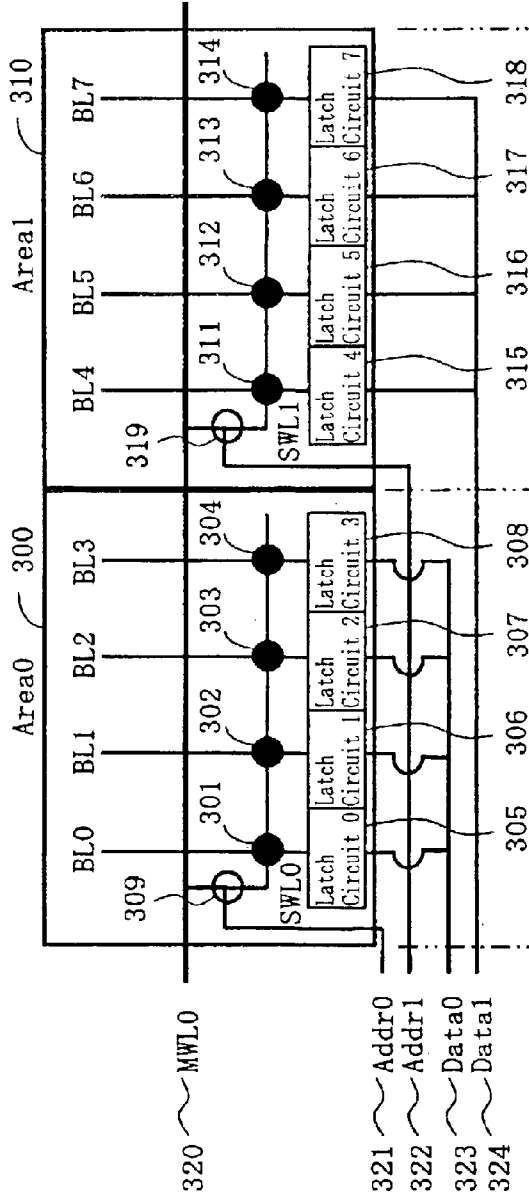 Area0 300 Area1 310
BL0 BL1 BL2 BL3 BL4 BL5 BL6 BL7
320 MWL0
309 301 302 303 304 319 311 312 313 314
SWL0 SWL1
Latch Circuit 0
Latch Circuit 1
Latch Circuit 2
Latch Circuit 3
Latch Circuit 4
Latch Circuit 5
Latch Circuit 6
Latch Circuit 7
321 Addr0
322 Addr1
323 Data0
324 Data1
305 306 307 308 315 316 317 318